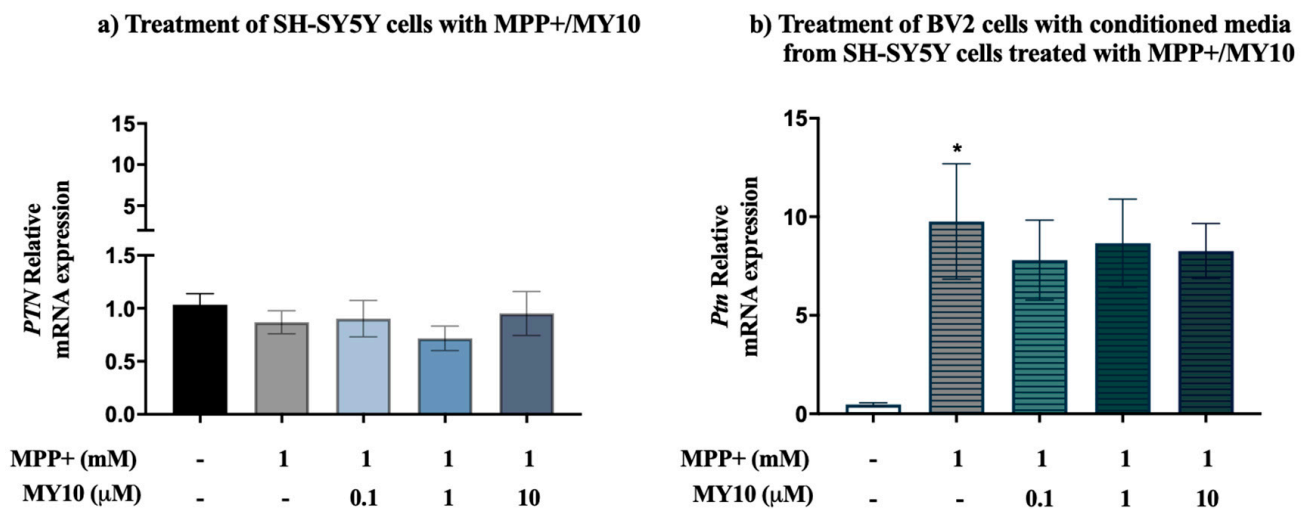 a) Treatment of SH-SY5Y cells with MPP+/MY10
15
10
5
1.5
1.0
0.5
0.0
PTN Relative
mRNA expression
MPP+ (mM) - 1 1 1 1
MY10 (μM) - - 0.1 1 10
b) Treatment of BV2 cells with conditioned media
from SH-SY5Y cells treated with MPP+/MY10
15
10
5
0
*
Ptn Relative
mRNA expression
MPP+ (mM) - 1 1 1 1
MY10 (μM) - - 0.1 1 10